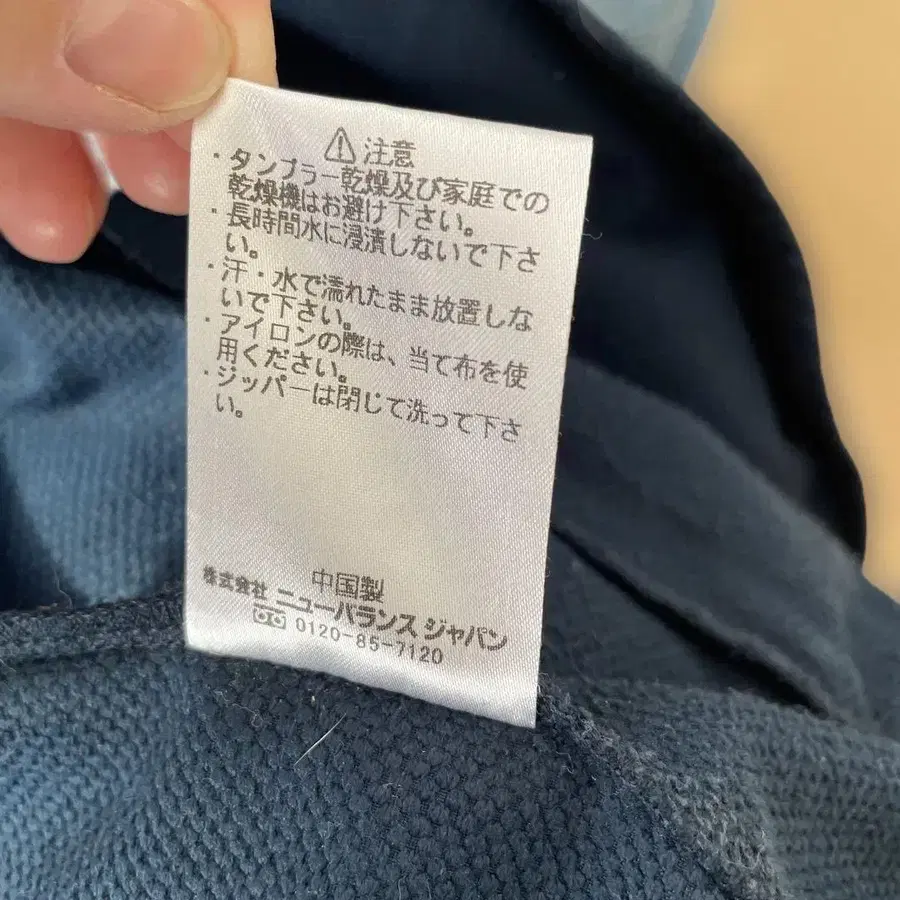 ⚠注意
・タンブラー乾燥及び家庭での
乾燥機はお避け下さい。
・長時間水に浸漬しないで下さ
い。
・汗・水で濡れたまま放置しな
いで下さい。
・アイロンの際は、当て布を使
用ください。
・ジッパーは閉じて洗って下さ
い。
中国製
株式会社 ニューバランス ジャパン
0120-85-7120